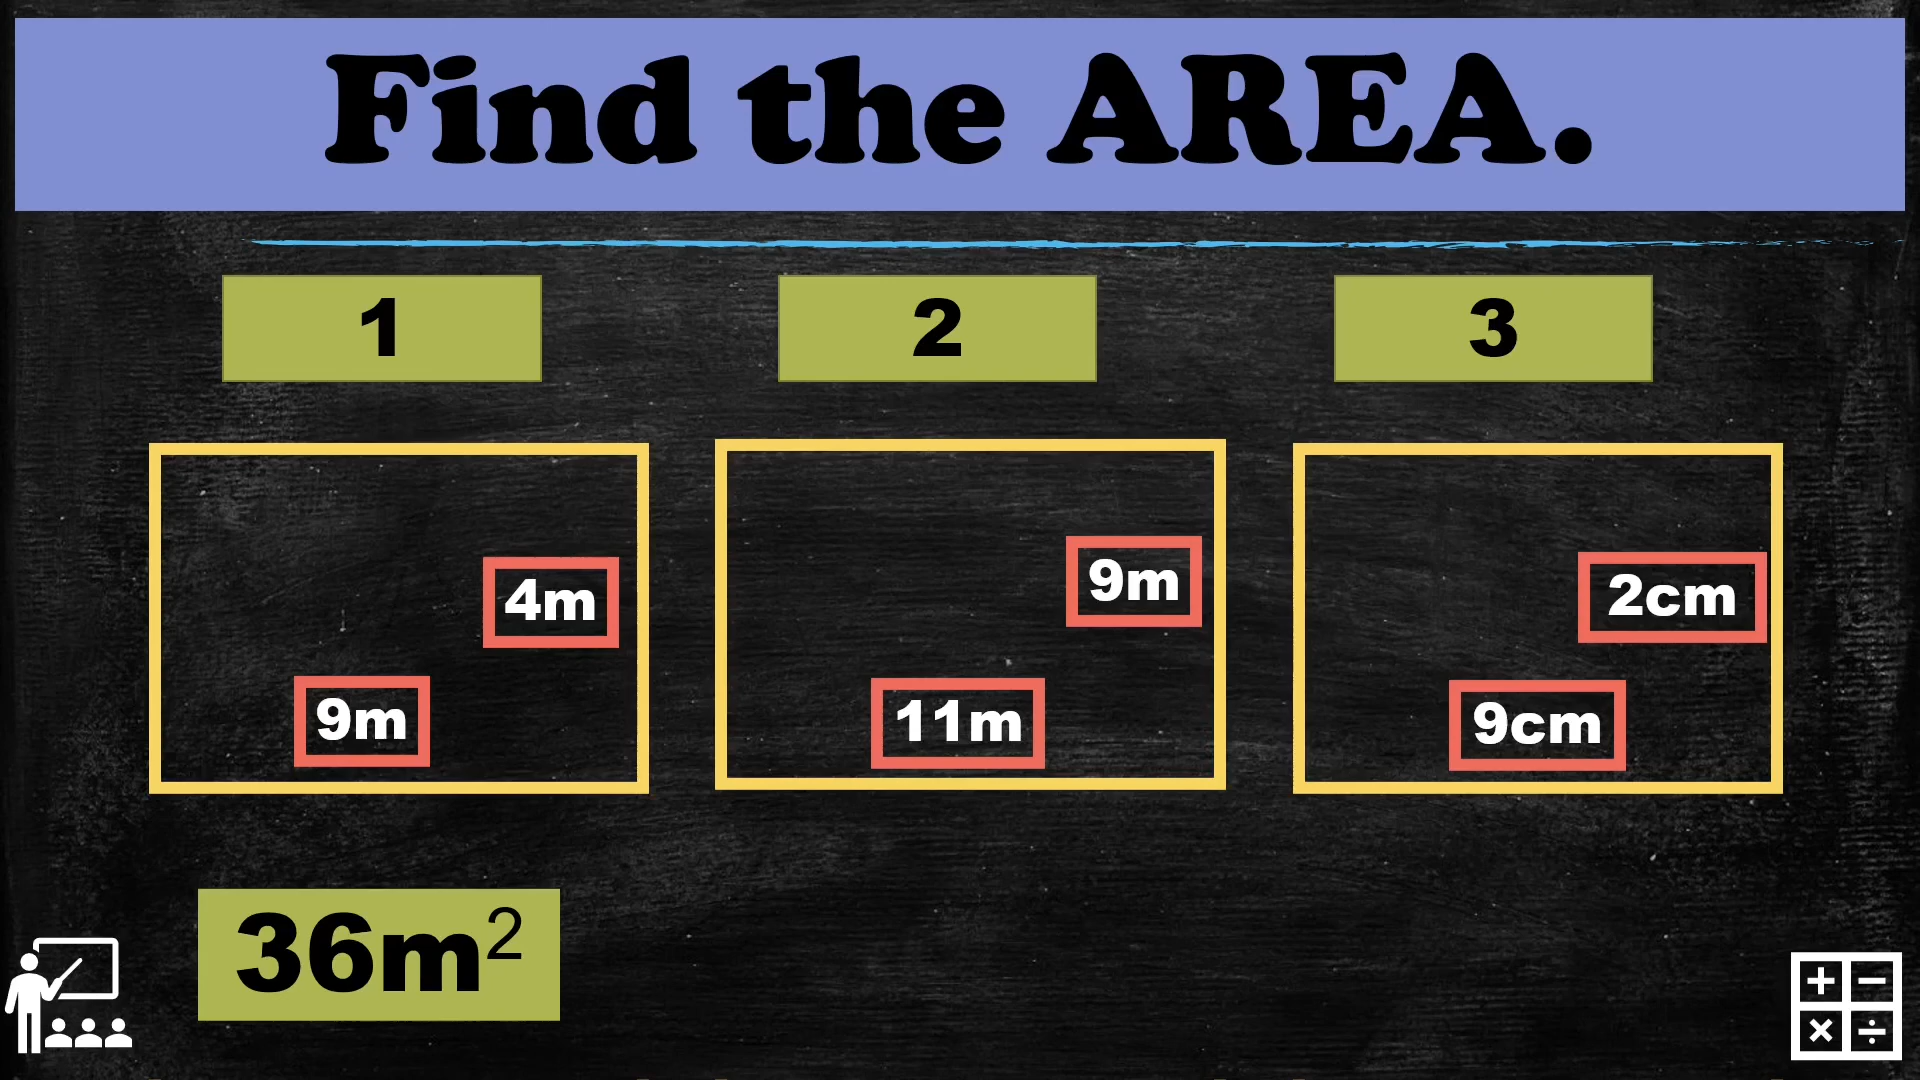 Find the AREA.
1
2
3
4m
9m
9m
11m
2cm
9cm
36m²
+ −
× ÷